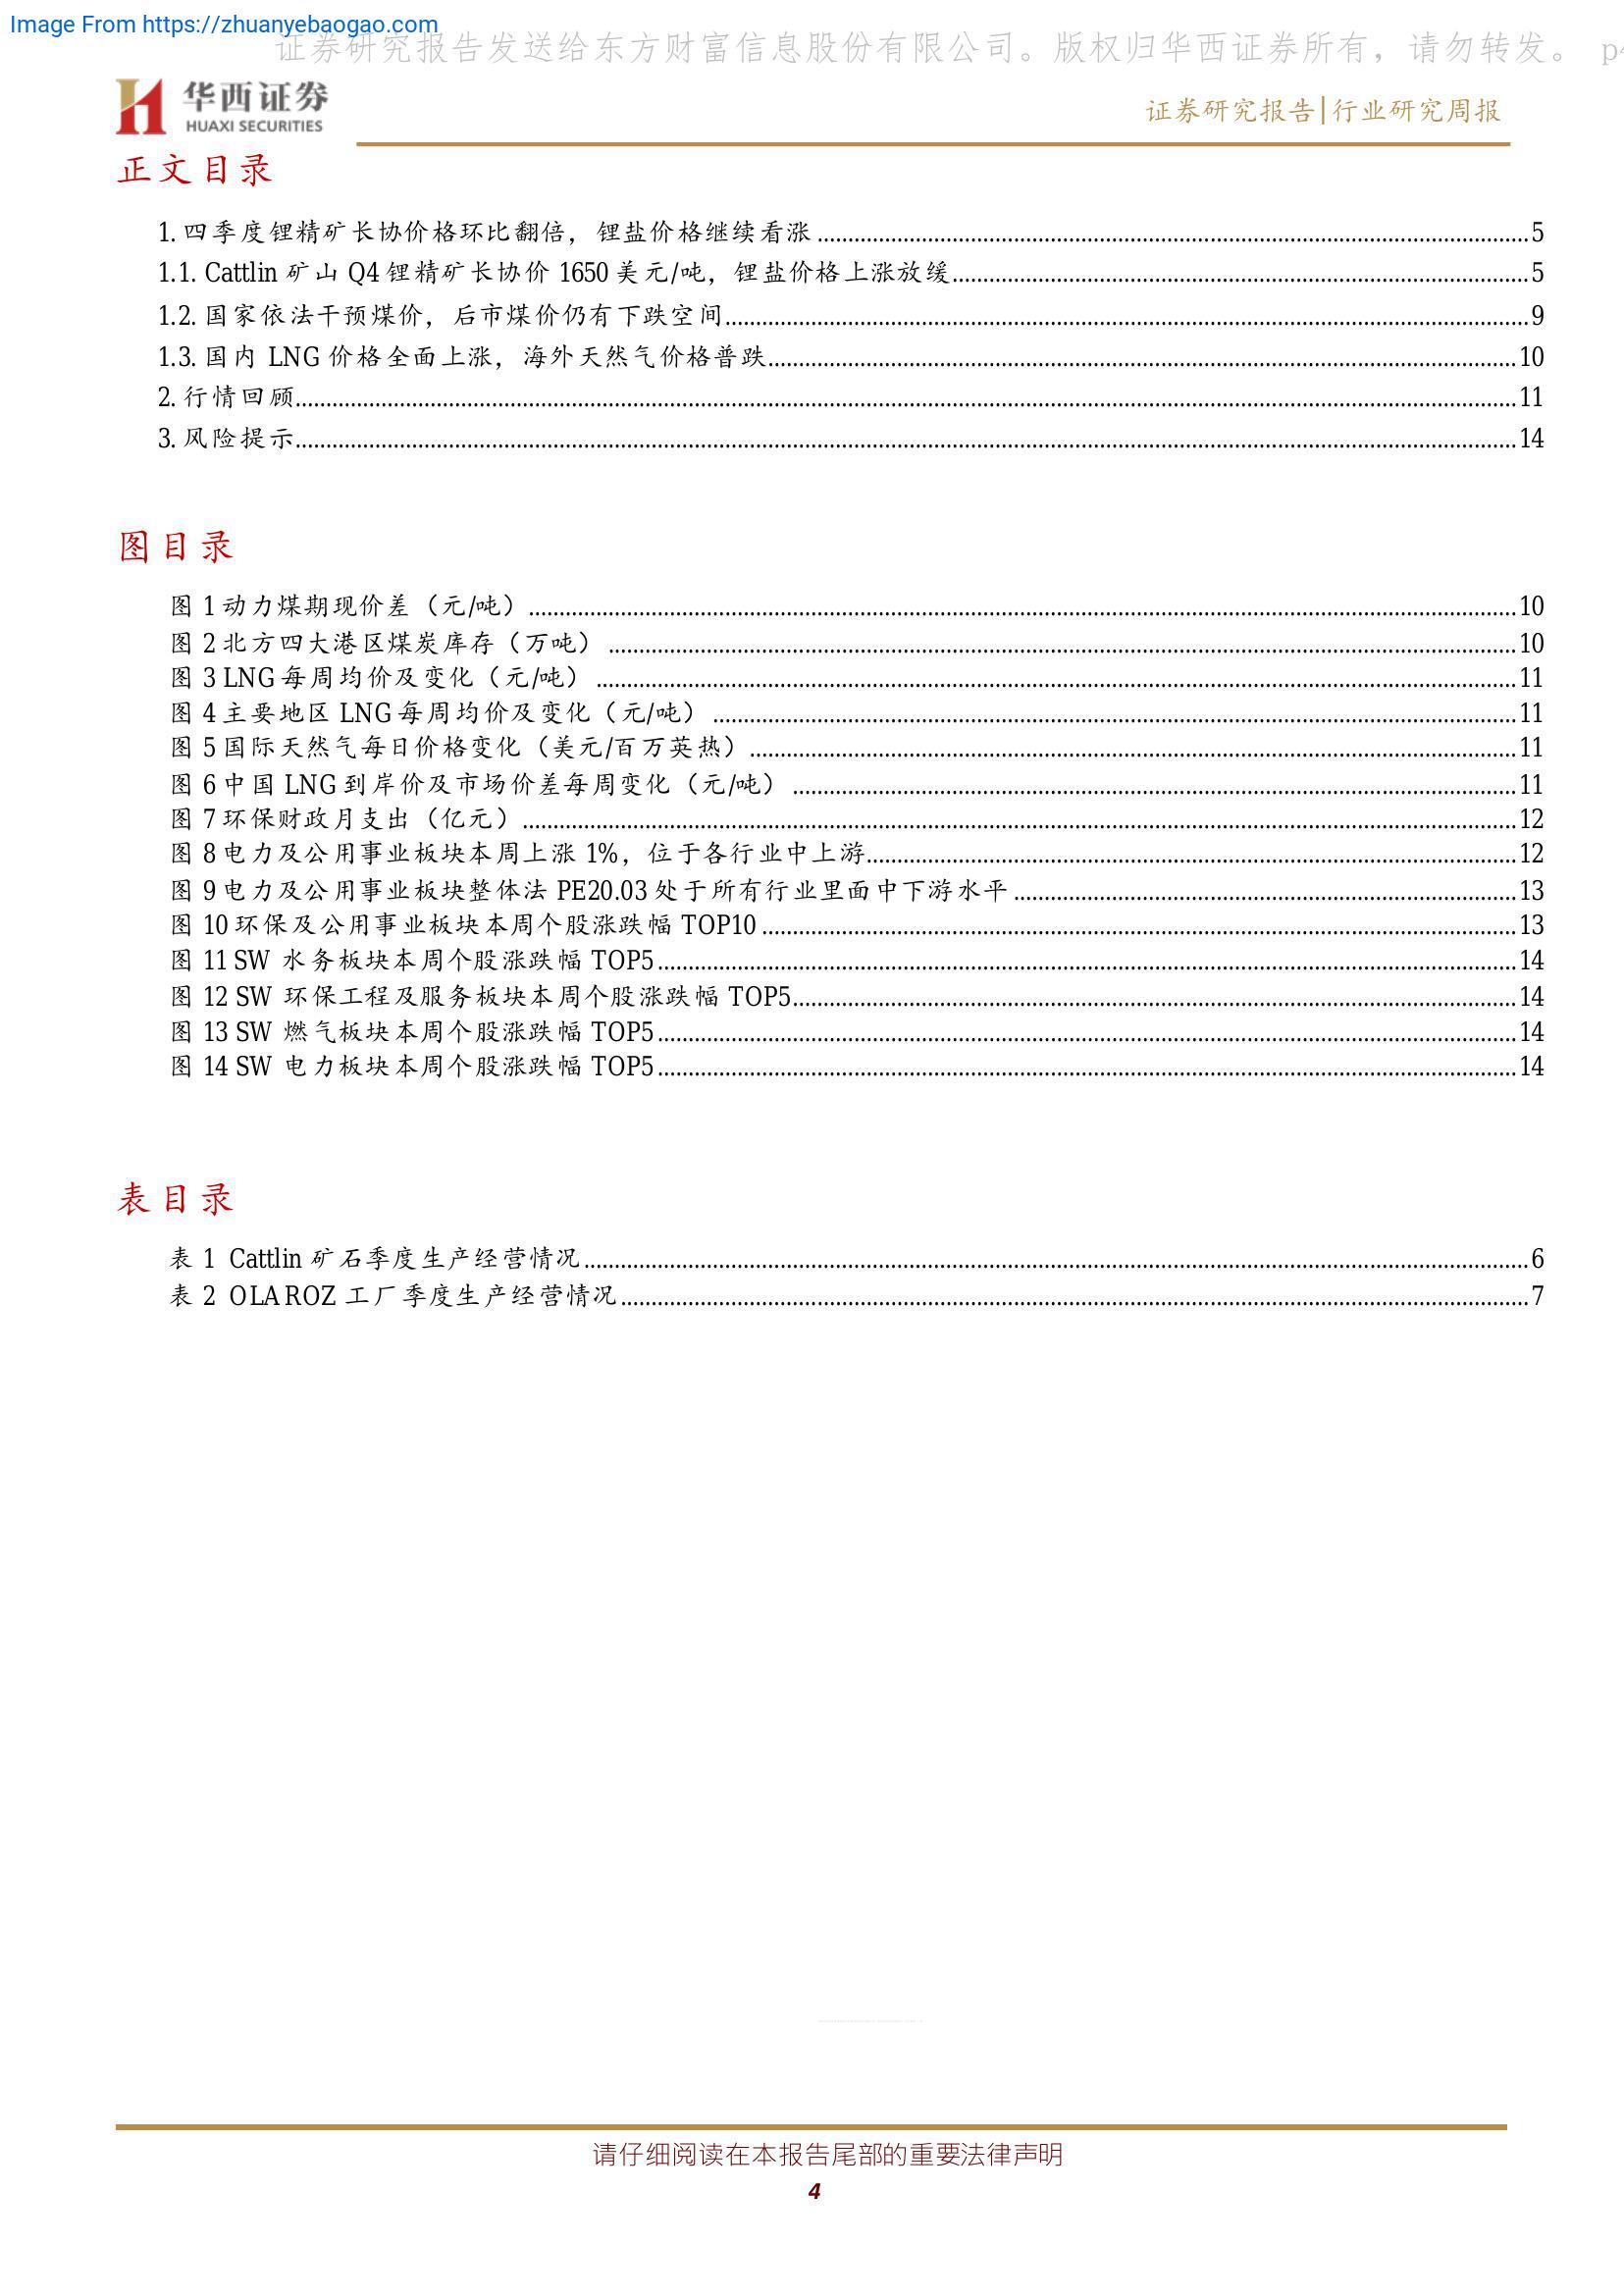 Image From https://zhuanyebaogao.com
证券研究报告发送给东方财富信息股份有限公司。版权归华西证券所有，请勿转发。 p4
华西证券
HUAXI SECURITIES
证券研究报告|行业研究周报
正文目录
1. 四季度锂精矿长协价格环比翻倍，锂盐价格继续看涨 5
1.1. Cattlin 矿山 Q4 锂精矿长协价 1650 美元/吨，锂盐价格上涨放缓 5
1.2. 国家依法干预煤价，后市煤价仍有下跌空间 9
1.3. 国内 LNG 价格全面上涨，海外天然气价格普跌 10
2. 行情回顾 11
3. 风险提示 14
图目录
图 1 动力煤期现价差（元/吨） 10
图 2 北方四大港区煤炭库存（万吨） 10
图 3 LNG 每周均价及变化（元/吨） 11
图 4 主要地区 LNG 每周均价及变化（元/吨） 11
图 5 国际天然气每日价格变化（美元/百万英热） 11
图 6 中国 LNG 到岸价及市场价差每周变化（元/吨） 11
图 7 环保财政月支出（亿元） 12
图 8 电力及公用事业板块本周上涨 1%，位于各行业中上游 12
图 9 电力及公用事业板块整体法 PE20.03 处于所有行业里面中下游水平 13
图 10 环保及公用事业板块本周个股涨跌幅 TOP10 13
图 11 SW 水务板块本周个股涨跌幅 TOP5 14
图 12 SW 环保工程及服务板块本周个股涨跌幅 TOP5 14
图 13 SW 燃气板块本周个股涨跌幅 TOP5 14
图 14 SW 电力板块本周个股涨跌幅 TOP5 14
表目录
表 1 Cattlin 矿石季度生产经营情况 6
表 2 OLAROZ 工厂季度生产经营情况 7
请仔细阅读在本报告尾部的重要法律声明
4